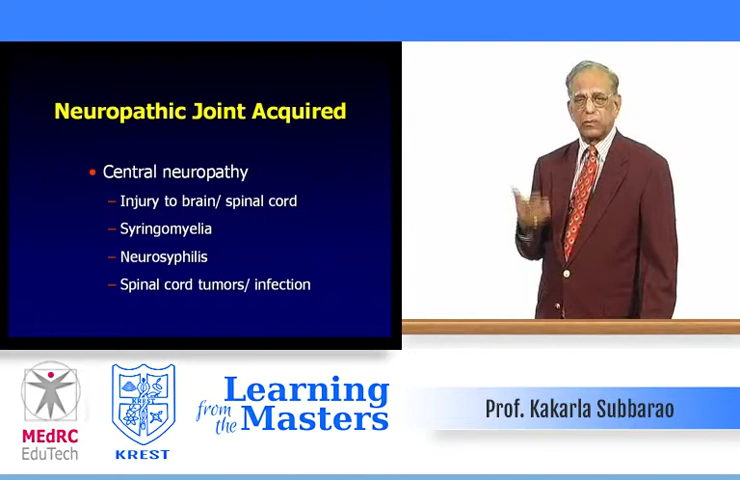 Neuropathic Joint Acquired
• Central neuropathy
– Injury to brain/ spinal cord
– Syringomyelia
– Neurosyphilis
– Spinal cord tumors/ infection
MEdRC
EduTech
KREST
KREST
Learning
from the Masters
Prof. Kakarla Subbarao